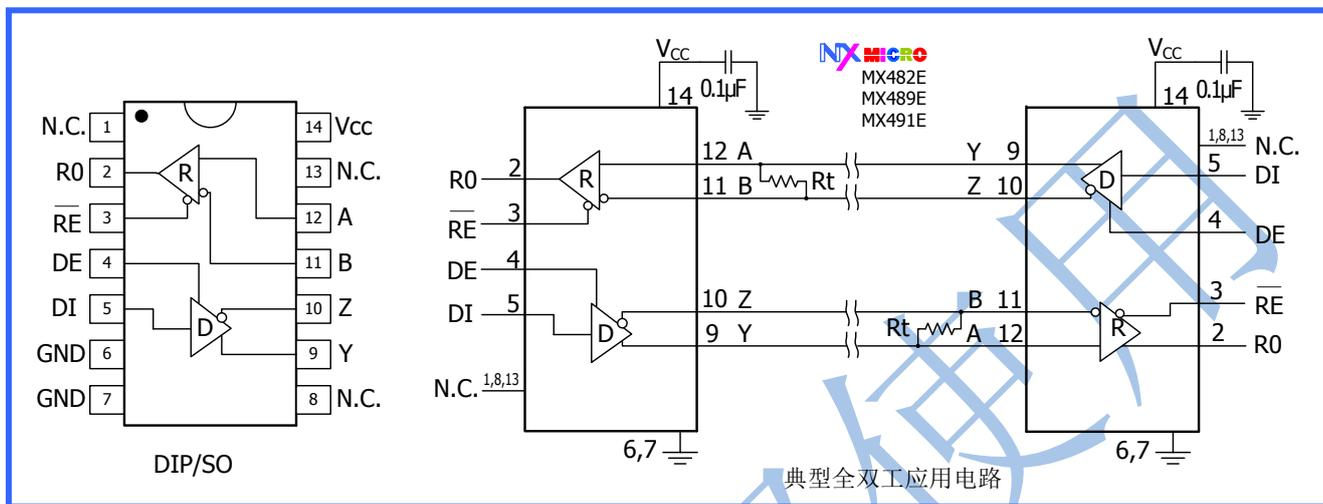 N.C. 1
R0 2
RE 3
DE 4
DI 5
GND 6
GND 7
14 Vcc
13 N.C.
12 A
11 B
10 Z
9 Y
8 N.C.
R
D
DIP/SO
VCC
14 0.1µF
R0 2
RE 3
DE 4
DI 5
N.C. 1,8,13
R
D
12 A
11 B
Rt
10 Z
9 Y
6,7
NX MICRO
MX482E
MX489E
MX491E
VCC
14 0.1µF
Y 9
Z 10
B 11
A 12
Rt
D
R
1,8,13 N.C.
5 DI
4 DE
3 RE
2 R0
6,7
典型全双工应用电路
使用